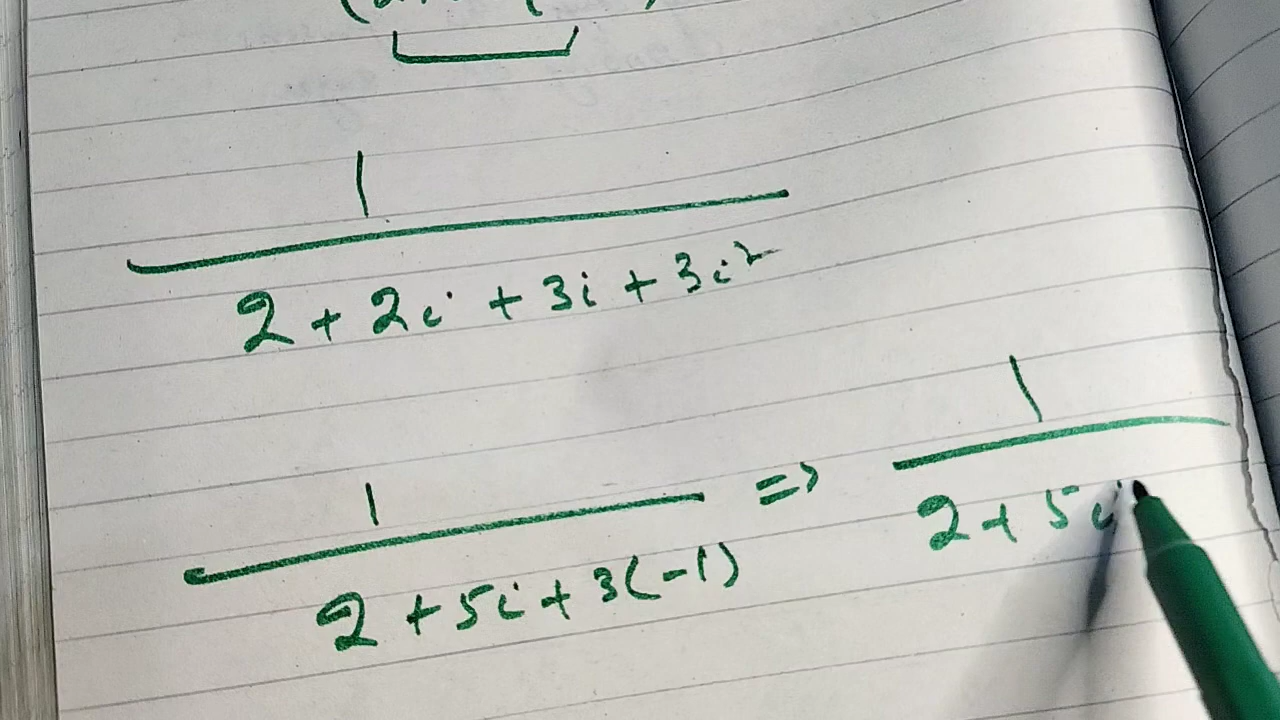 1
2 + 2i + 3i + 3i²
1 => 1
2 + 5i + 3(-1) 2 + 5i